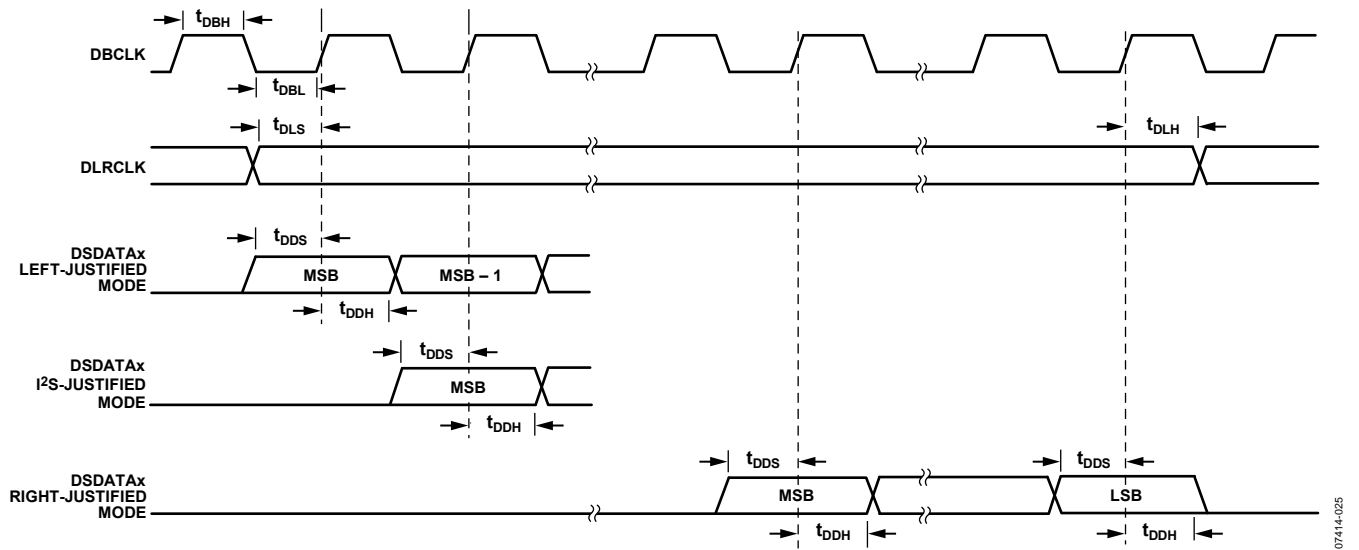 tDBH
DBCLK
tDBL
tDLS
tDLH
DLRCLK
tDDS
DSDATAx
LEFT-JUSTIFIED
MODE
MSB
MSB – 1
tDDH
tDDS
DSDATAx
I2S-JUSTIFIED
MODE
MSB
tDDH
tDDS
tDDS
DSDATAx
RIGHT-JUSTIFIED
MODE
MSB
LSB
tDDH
tDDH
07414-025